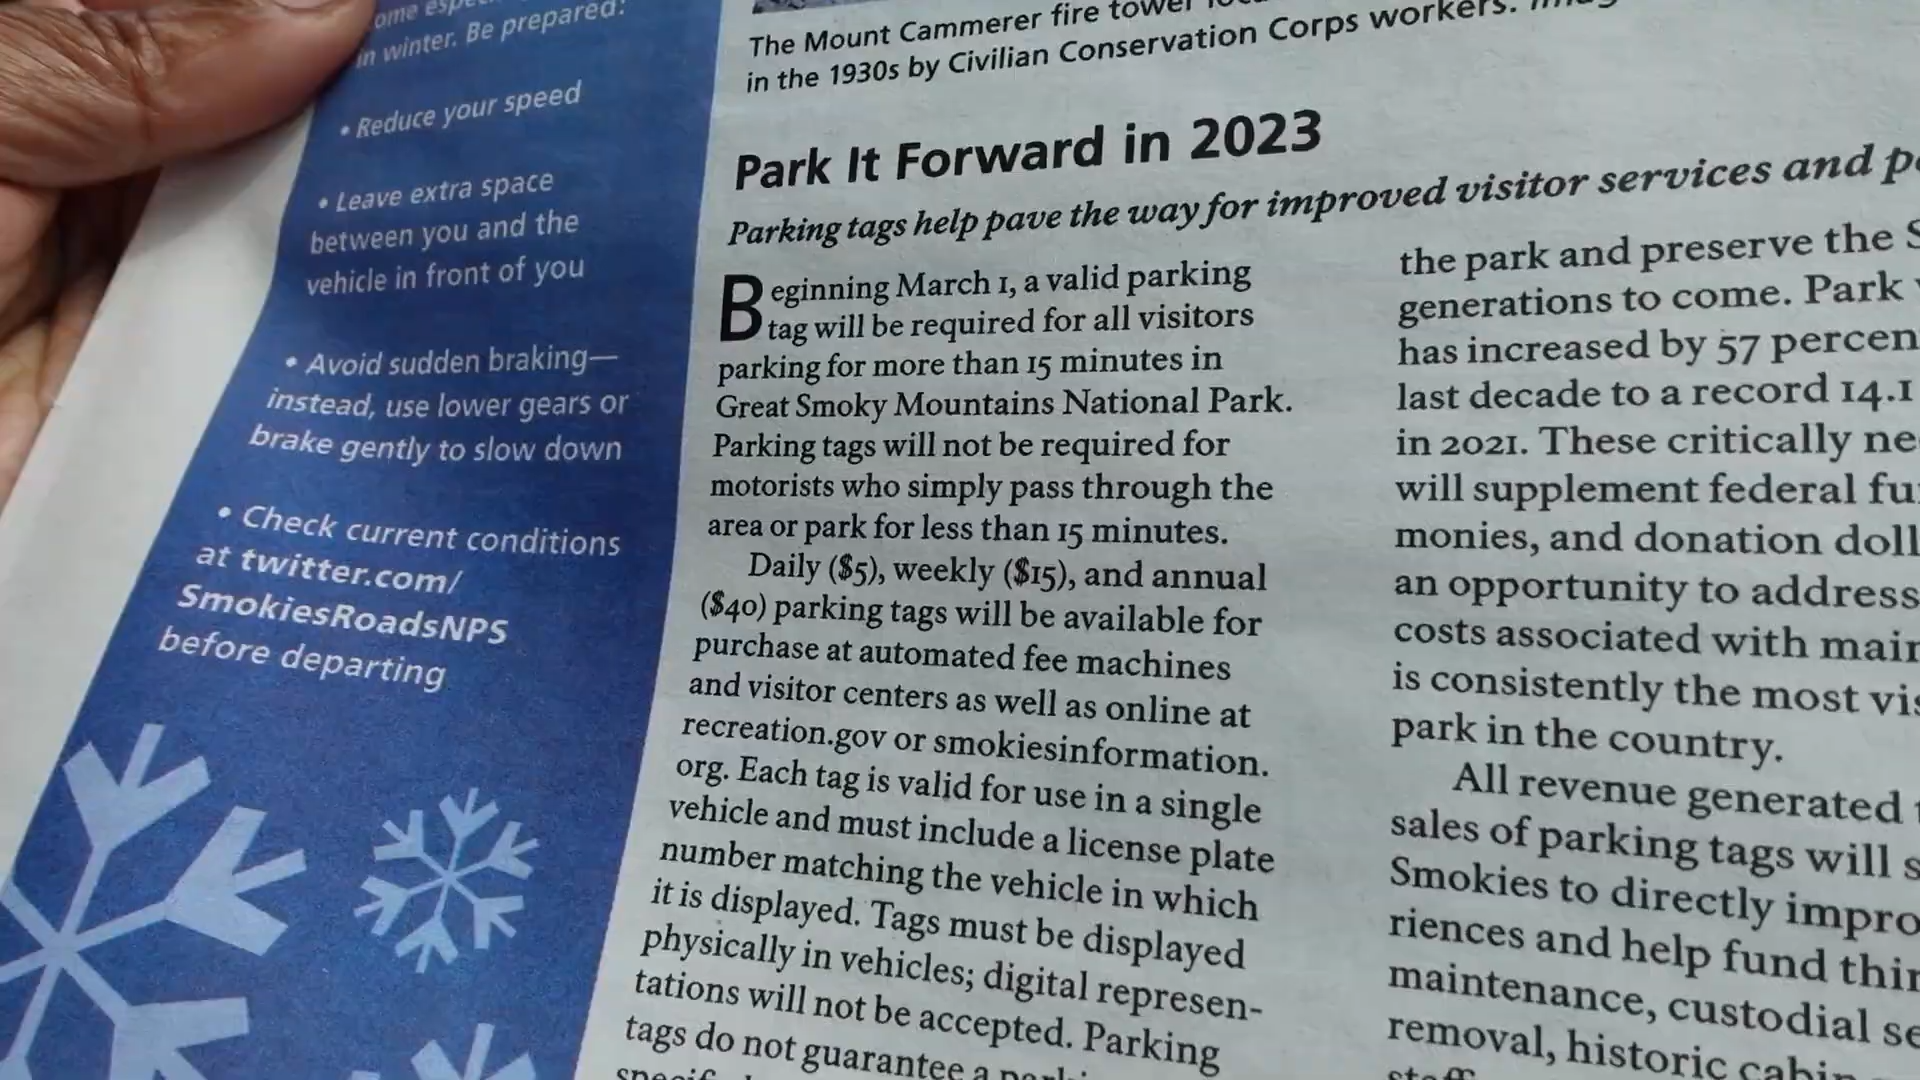 in winter. Be prepared:
• Reduce your speed
• Leave extra space
between you and the
vehicle in front of you
• Avoid sudden braking—
instead, use lower gears or
brake gently to slow down
• Check current conditions
at twitter.com/
SmokiesRoadsNPS
before departing
The Mount Cammerer fire tower
in the 1930s by Civilian Conservation Corps workers.
Park It Forward in 2023
Parking tags help pave the way for improved visitor services and
Beginning March 1, a valid parking
tag will be required for all visitors
parking for more than 15 minutes in
Great Smoky Mountains National Park.
Parking tags will not be required for
motorists who simply pass through the
area or park for less than 15 minutes.
Daily ($5), weekly ($15), and annual
($40) parking tags will be available for
purchase at automated fee machines
and visitor centers as well as online at
recreation.gov or smokiesinformation.
org. Each tag is valid for use in a single
vehicle and must include a license plate
number matching the vehicle in which
it is displayed. Tags must be displayed
physically in vehicles; digital represen-
tations will not be accepted. Parking
tags do not guarantee a
the park and preserve the
generations to come. Park
has increased by 57 percen
last decade to a record 14.1
in 2021. These critically ne
will supplement federal fu
monies, and donation doll
an opportunity to address
costs associated with main
is consistently the most vis
park in the country.
All revenue generated
sales of parking tags will s
Smokies to directly impro
riences and help fund thin
maintenance, custodial se
removal, historic cabin